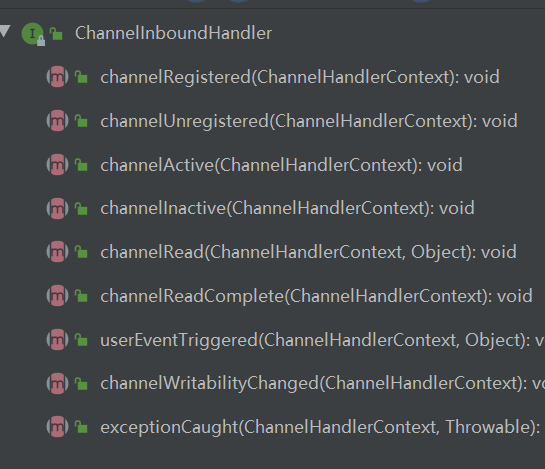 ChannelInboundHandler
channelRegistered(ChannelHandlerContext): void
channelUnregistered(ChannelHandlerContext): void
channelActive(ChannelHandlerContext): void
channelInactive(ChannelHandlerContext): void
channelRead(ChannelHandlerContext, Object): void
channelReadComplete(ChannelHandlerContext): void
userEventTriggered(ChannelHandlerContext, Object): v
channelWritabilityChanged(ChannelHandlerContext): vo
exceptionCaught(ChannelHandlerContext, Throwable):